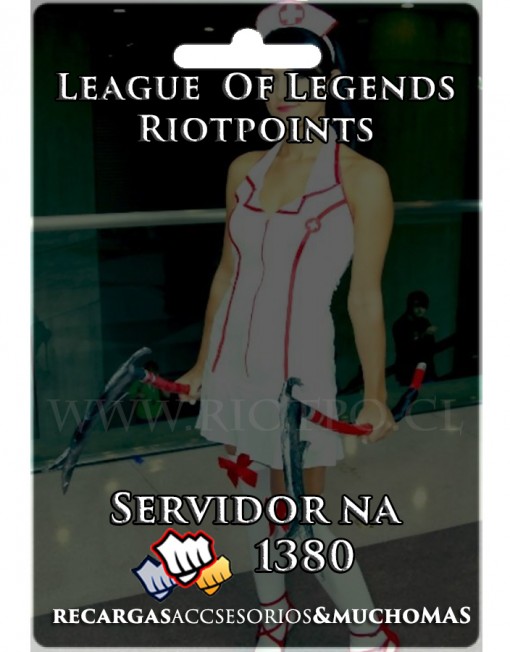 League Of Legends
Riotpoints
Servidor NA
1380
RECARGASACCSESORIOS&MUCHOMAS